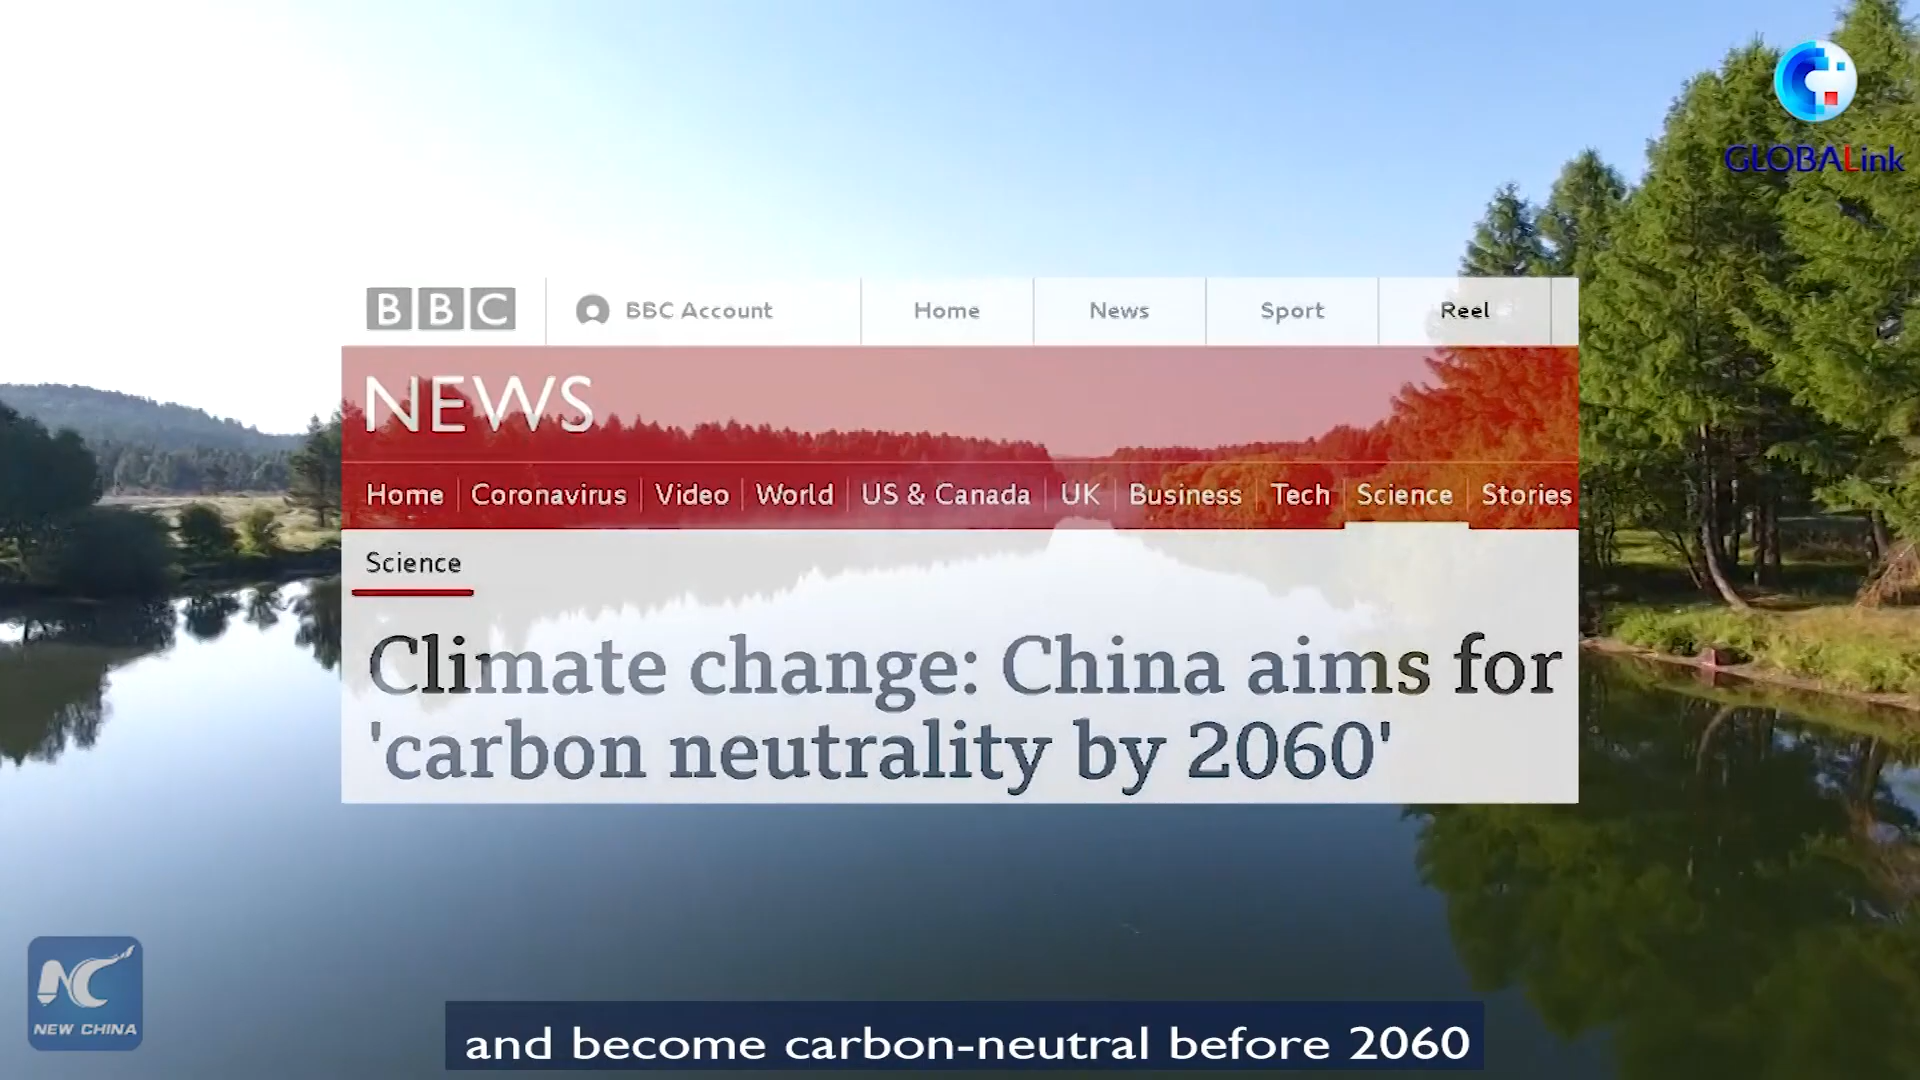 GLOBALink
BBC BBC Account Home News Sport Reel
NEWS
Home Coronavirus Video World US & Canada UK Business Tech Science Stories
Science
Climate change: China aims for
'carbon neutrality by 2060'
NC
NEW CHINA
and become carbon-neutral before 2060